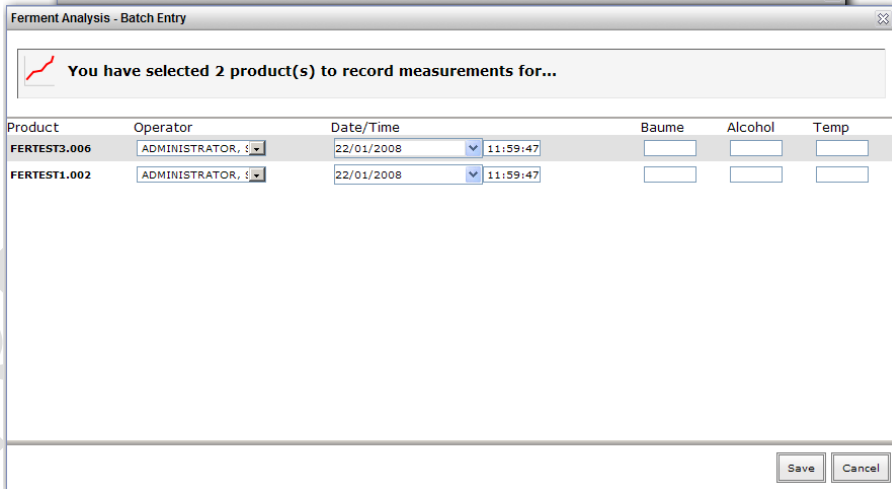 Ferment Analysis - Batch Entry
You have selected 2 product(s) to record measurements for...
Product Operator Date/Time Baume Alcohol Temp
FERTEST3.006 ADMINISTRATOR, 22/01/2008 11:59:47
FERTEST1.002 ADMINISTRATOR, 22/01/2008 11:59:47
Save Cancel